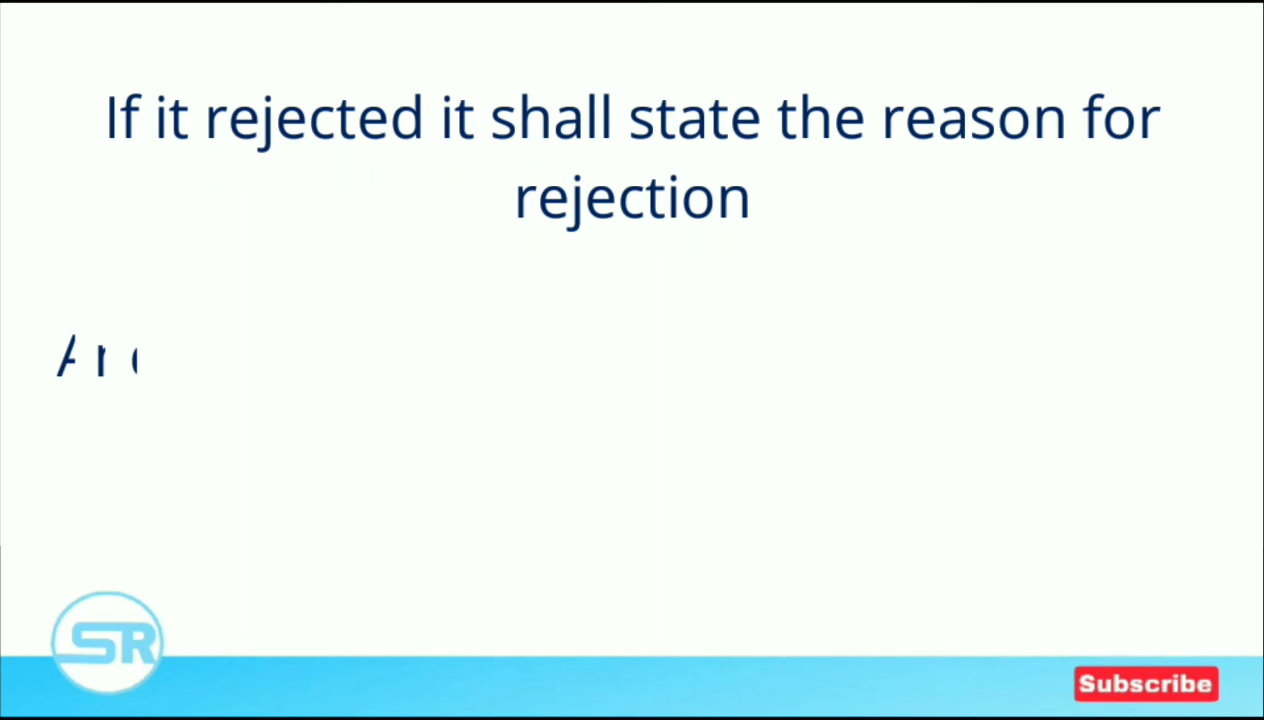 If it rejected it shall state the reason for
rejection
SR
Subscribe